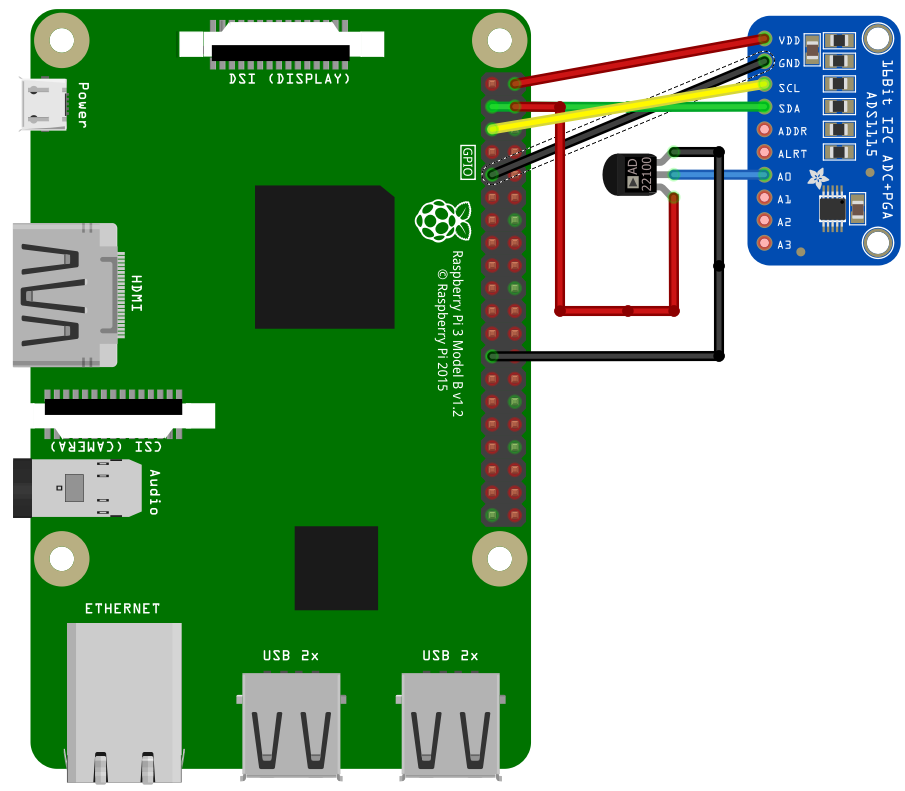 DSI (DISPLAY)
Power
HDMI
CSI (CAMERA)
Audio
ETHERNET
USB 2x
USB 2x
GPIO
Raspberry Pi 3 Model B v1.2
© Raspberry Pi 2015
AD
22100
VDD
GND
SCL
SDA
ADDR
ALRT
A0
A1
A2
A3
16Bit I2C ADC+PGA
ADS1115